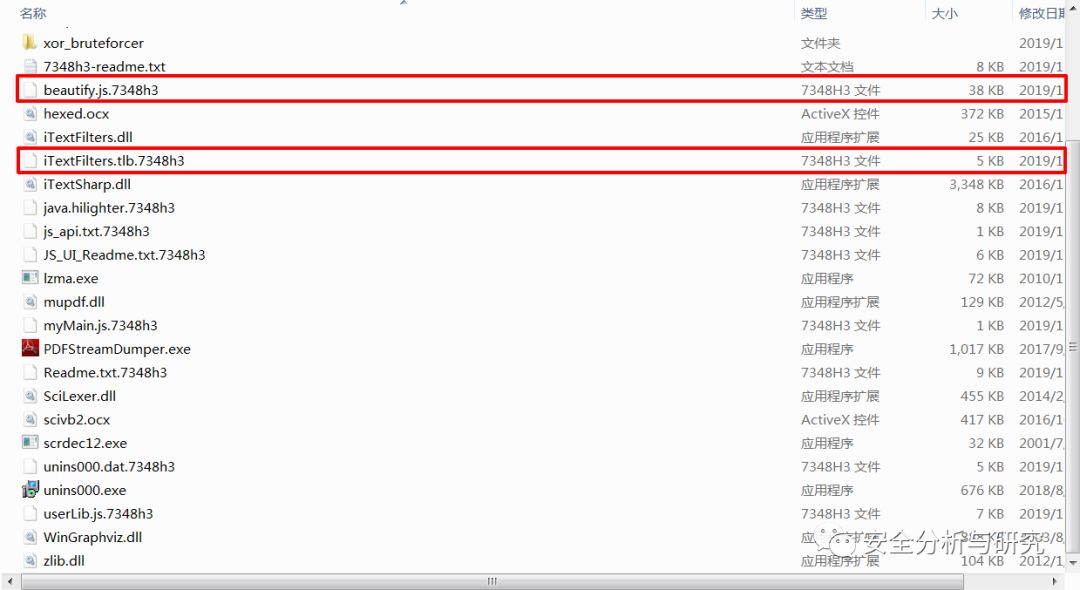 名称 类型 大小 修改日期
xor_bruteforcer 文件夹 2019/1
7348h3-readme.txt 文本文档 8 KB 2019/1
beautify.js.7348h3 7348H3 文件 38 KB 2019/1
hexed.ocx ActiveX 控件 372 KB 2015/1
iTextFilters.dll 应用程序扩展 25 KB 2016/1
iTextFilters.tlb.7348h3 7348H3 文件 5 KB 2019/1
iTextSharp.dll 应用程序扩展 3,348 KB 2016/1
java.hilighter.7348h3 7348H3 文件 8 KB 2019/1
js_api.txt.7348h3 7348H3 文件 1 KB 2019/1
JS_UI_Readme.txt.7348h3 7348H3 文件 6 KB 2019/1
lzma.exe 应用程序 72 KB 2010/1
mupdf.dll 应用程序扩展 129 KB 2012/5,
myMain.js.7348h3 7348H3 文件 1 KB 2019/1
PDFStreamDumper.exe 应用程序 1,017 KB 2017/9,
Readme.txt.7348h3 7348H3 文件 9 KB 2019/1
SciLexer.dll 应用程序扩展 455 KB 2014/2,
scivb2.ocx ActiveX 控件 417 KB 2016/1
scrdec12.exe 应用程序 32 KB 2001/7,
unins000.dat.7348h3 7348H3 文件 5 KB 2019/1
unins000.exe 应用程序 676 KB 2018/8,
userLib.js.7348h3 7348H3 文件 7 KB 2019/1
WinGraphviz.dll 应用程序扩展 KB 2003/8,
安全分析与研究
zlib.dll 应用程序扩展 104 KB 2012/1